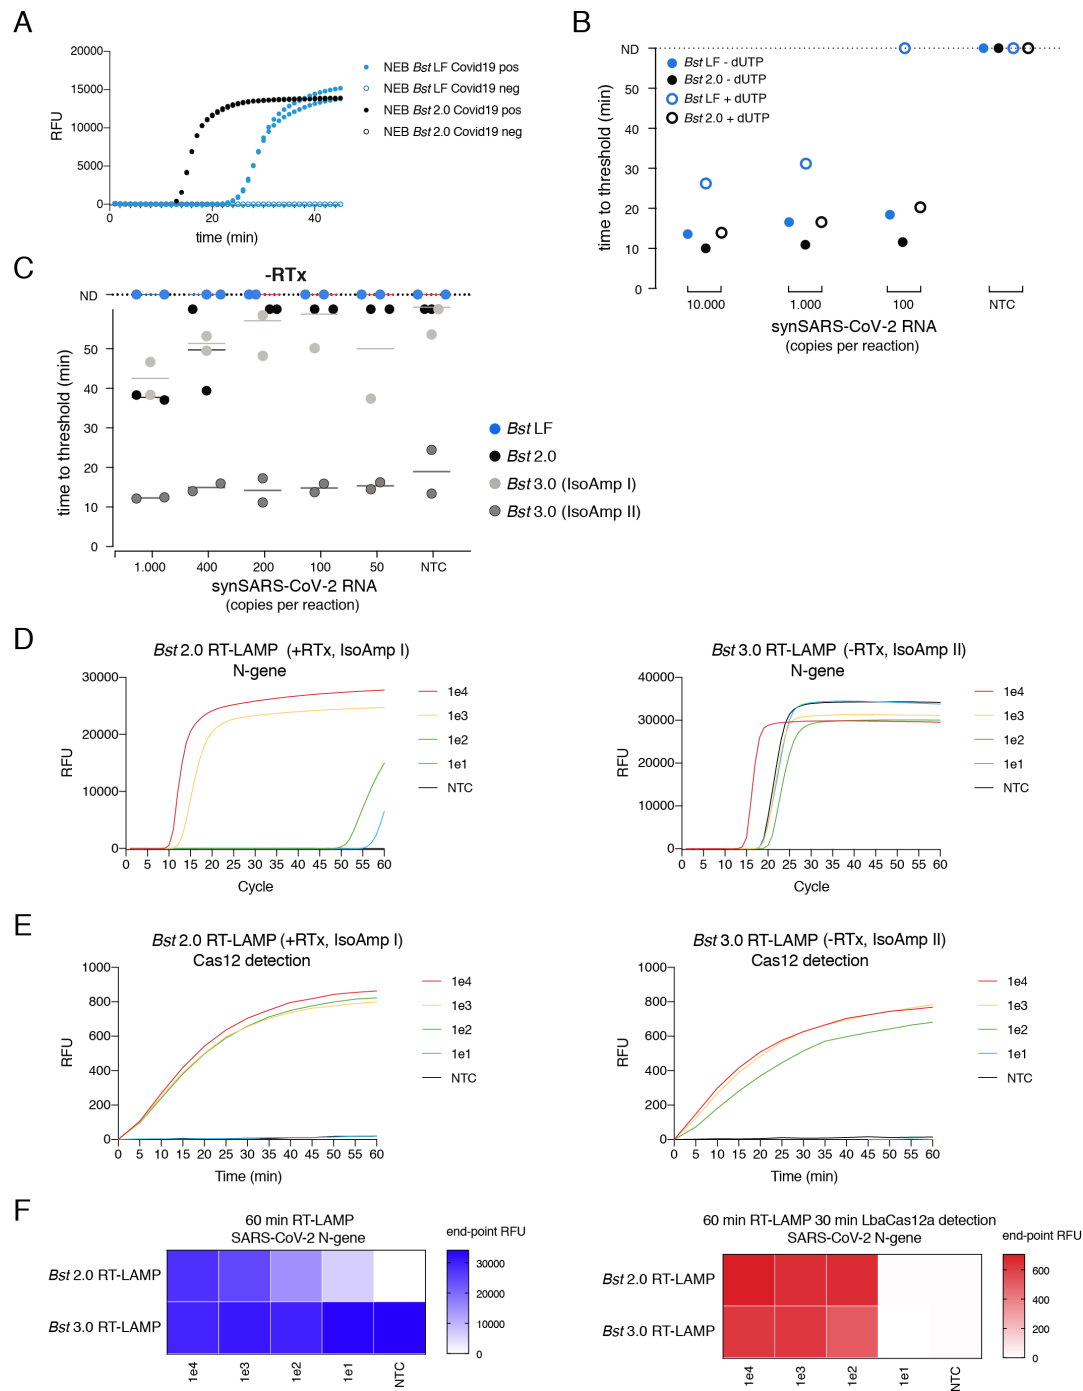 A
20000
15000
10000
5000
0
RFU
0 20 40
time (min)
NEB Bst LF Covid19 pos
NEB Bst LF Covid19 neg
NEB Bst 2.0 Covid19 pos
NEB Bst 2.0 Covid19 neg
B
ND
50
40
30
20
10
0
time to threshold (min)
Bst LF - dUTP
Bst 2.0 - dUTP
Bst LF + dUTP
Bst 2.0 + dUTP
10.000 1.000 100 NTC
synSARS-CoV-2 RNA
(copies per reaction)
C
-RTx
ND
50
40
30
20
10
0
time to threshold (min)
1.000 400 200 100 50 NTC
synSARS-CoV-2 RNA
(copies per reaction)
Bst LF
Bst 2.0
Bst 3.0 (IsoAmp I)
Bst 3.0 (IsoAmp II)
D
Bst 2.0 RT-LAMP (+RTx, IsoAmp I)
N-gene
30000
20000
10000
0
RFU
0 5 10 15 20 25 30 35 40 45 50 55 60
Cycle
1e4
1e3
1e2
1e1
NTC
Bst 3.0 RT-LAMP (-RTx, IsoAmp II)
N-gene
40000
30000
20000
10000
0
RFU
0 5 10 15 20 25 30 35 40 45 50 55 60
Cycle
1e4
1e3
1e2
1e1
NTC
E
Bst 2.0 RT-LAMP (+RTx, IsoAmp I)
Cas12 detection
1000
800
600
400
200
0
RFU
0 5 10 15 20 25 30 35 40 45 50 55 60
Time (min)
1e4
1e3
1e2
1e1
NTC
Bst 3.0 RT-LAMP (-RTx, IsoAmp II)
Cas12 detection
1000
800
600
400
200
0
RFU
0 5 10 15 20 25 30 35 40 45 50 55 60
Time (min)
1e4
1e3
1e2
1e1
NTC
F
60 min RT-LAMP
SARS-CoV-2 N-gene
end-point RFU
Bst 2.0 RT-LAMP
Bst 3.0 RT-LAMP
30000
20000
10000
0
1e4 1e3 1e2 1e1 NTC
60 min RT-LAMP 30 min LbaCas12a detection
SARS-CoV-2 N-gene
end-point RFU
Bst 2.0 RT-LAMP
Bst 3.0 RT-LAMP
600
400
200
0
1e4 1e3 1e2 1e1 NTC